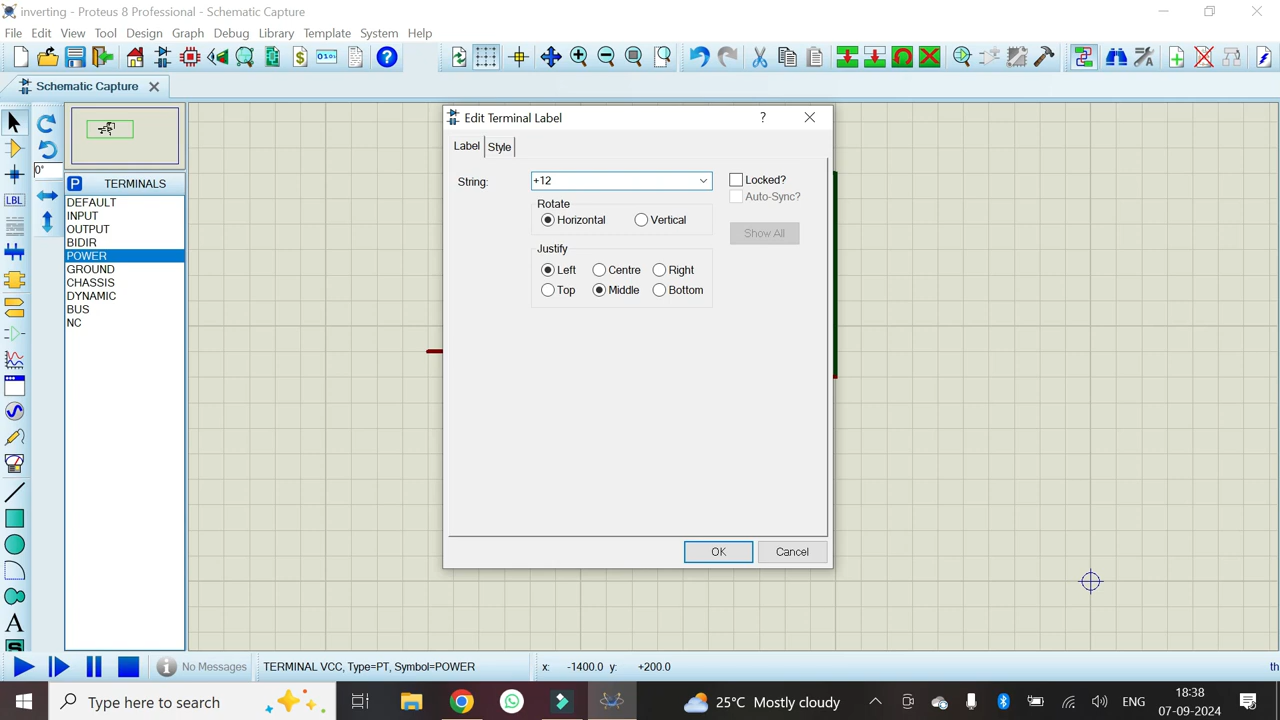 inverting - Proteus 8 Professional - Schematic Capture
File Edit View Tool Design Graph Debug Library Template System Help
Schematic Capture
Edit Terminal Label
Label Style
String: +12 Locked?
Auto-Sync?
Rotate
Horizontal Vertical
Show All
Justify
Left Centre Right
Top Middle Bottom
OK Cancel
0°
P TERMINALS
DEFAULT
INPUT
OUTPUT
BIDIR
POWER
GROUND
CHASSIS
DYNAMIC
BUS
NC
LBL
A
S
No Messages TERMINAL VCC, Type=PT, Symbol=POWER x: -1400.0 y: +200.0 th
Type here to search 25°C Mostly cloudy ENG 18:38
07-09-2024